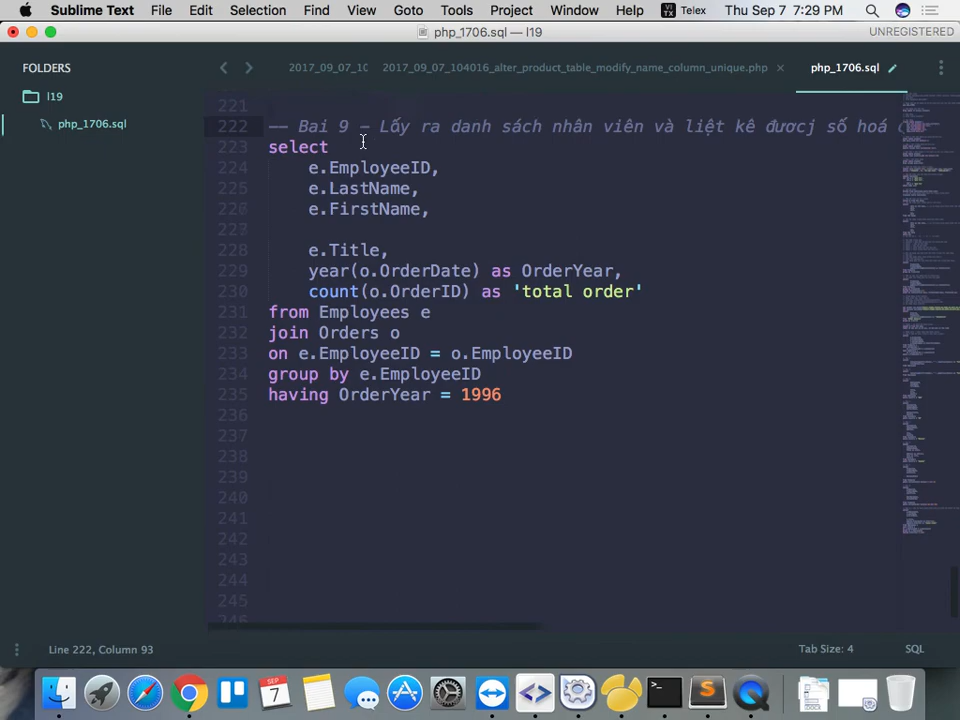 Sublime Text File Edit Selection Find View Goto Tools Project Window Help VI TX Telex Thu Sep 7 7:29 PM
php_1706.sql — l19 UNREGISTERED
FOLDERS
l19
php_1706.sql
2017_09_07_10 2017_09_07_104016_alter_product_table_modify_name_column_unique.php × php_1706.sql
221
222 -- Bai 9 - Lấy ra danh sách nhân viên và liệt kê đươcj số hoá
223 select
224 e.EmployeeID,
225 e.LastName,
226 e.FirstName,
227
228 e.Title,
229 year(o.OrderDate) as OrderYear,
230 count(o.OrderID) as 'total order'
231 from Employees e
232 join Orders o
233 on e.EmployeeID = o.EmployeeID
234 group by e.EmployeeID
235 having OrderYear = 1996
236
237
238
239
240
241
242
243
244
245
246
Line 222, Column 93 Tab Size: 4 SQL
SEP 7